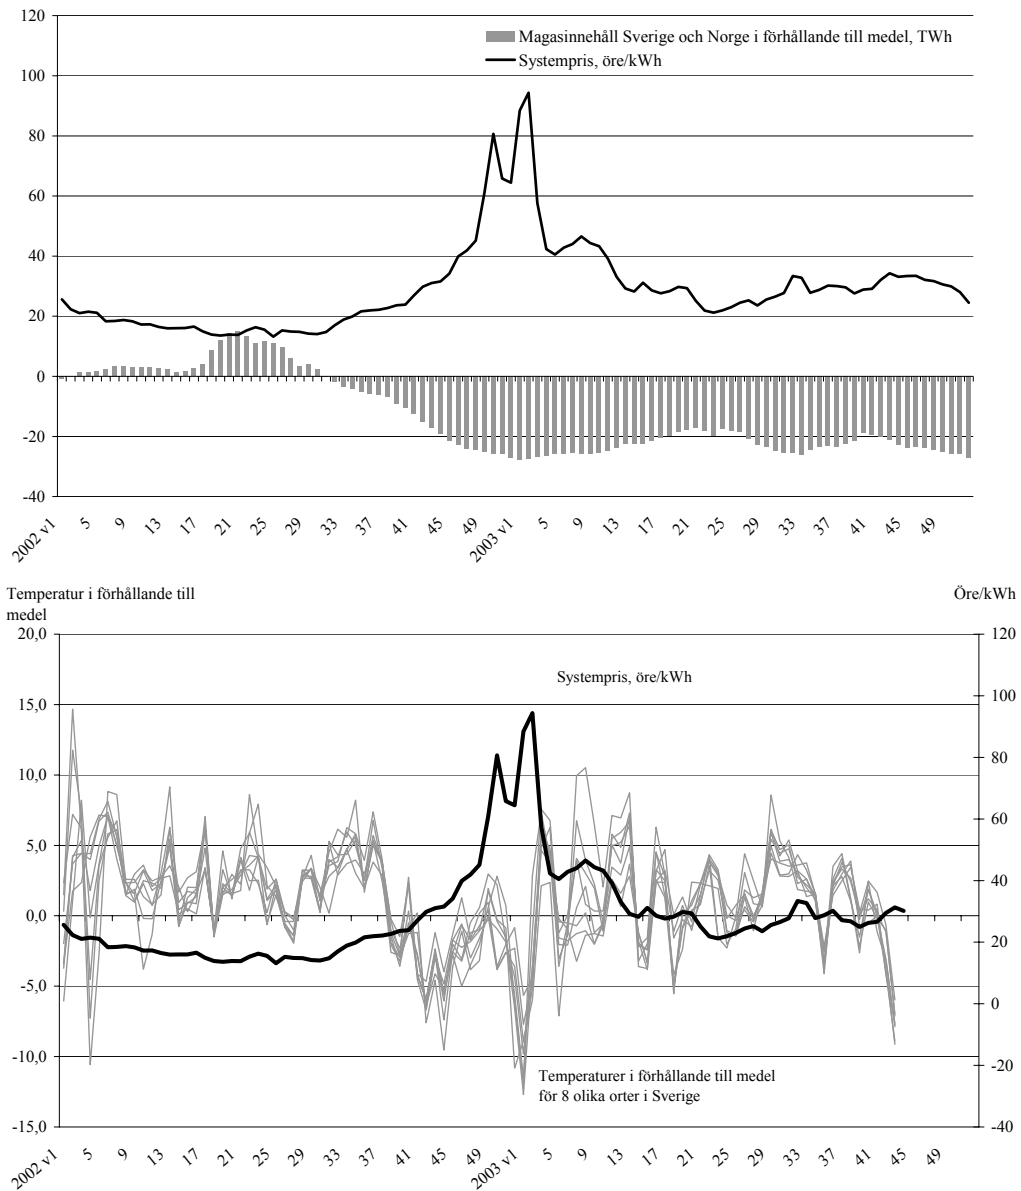 120
Magasinnehåll Sverige och Norge i förhållande till medel, TWh
Systempris, öre/kWh
100
80
60
40
20
0
-20
-40
2002 v1 5 9 13 17 21 25 29 33 37 41 45 49 2003 v1 5 9 13 17 21 25 29 33 37 41 45 49
Temperatur i förhållande till
medel
Öre/kWh
20,0 120
Systempris, öre/kWh
15,0 100
10,0 80
5,0 60
0,0 40
-5,0 20
-10,0 0
-15,0 -20
-40
Temperaturer i förhållande till medel
för 8 olika orter i Sverige
2002 v1 5 9 13 17 21 25 29 33 37 41 45 49 2003 v1 5 9 13 17 21 25 29 33 37 41 45 49